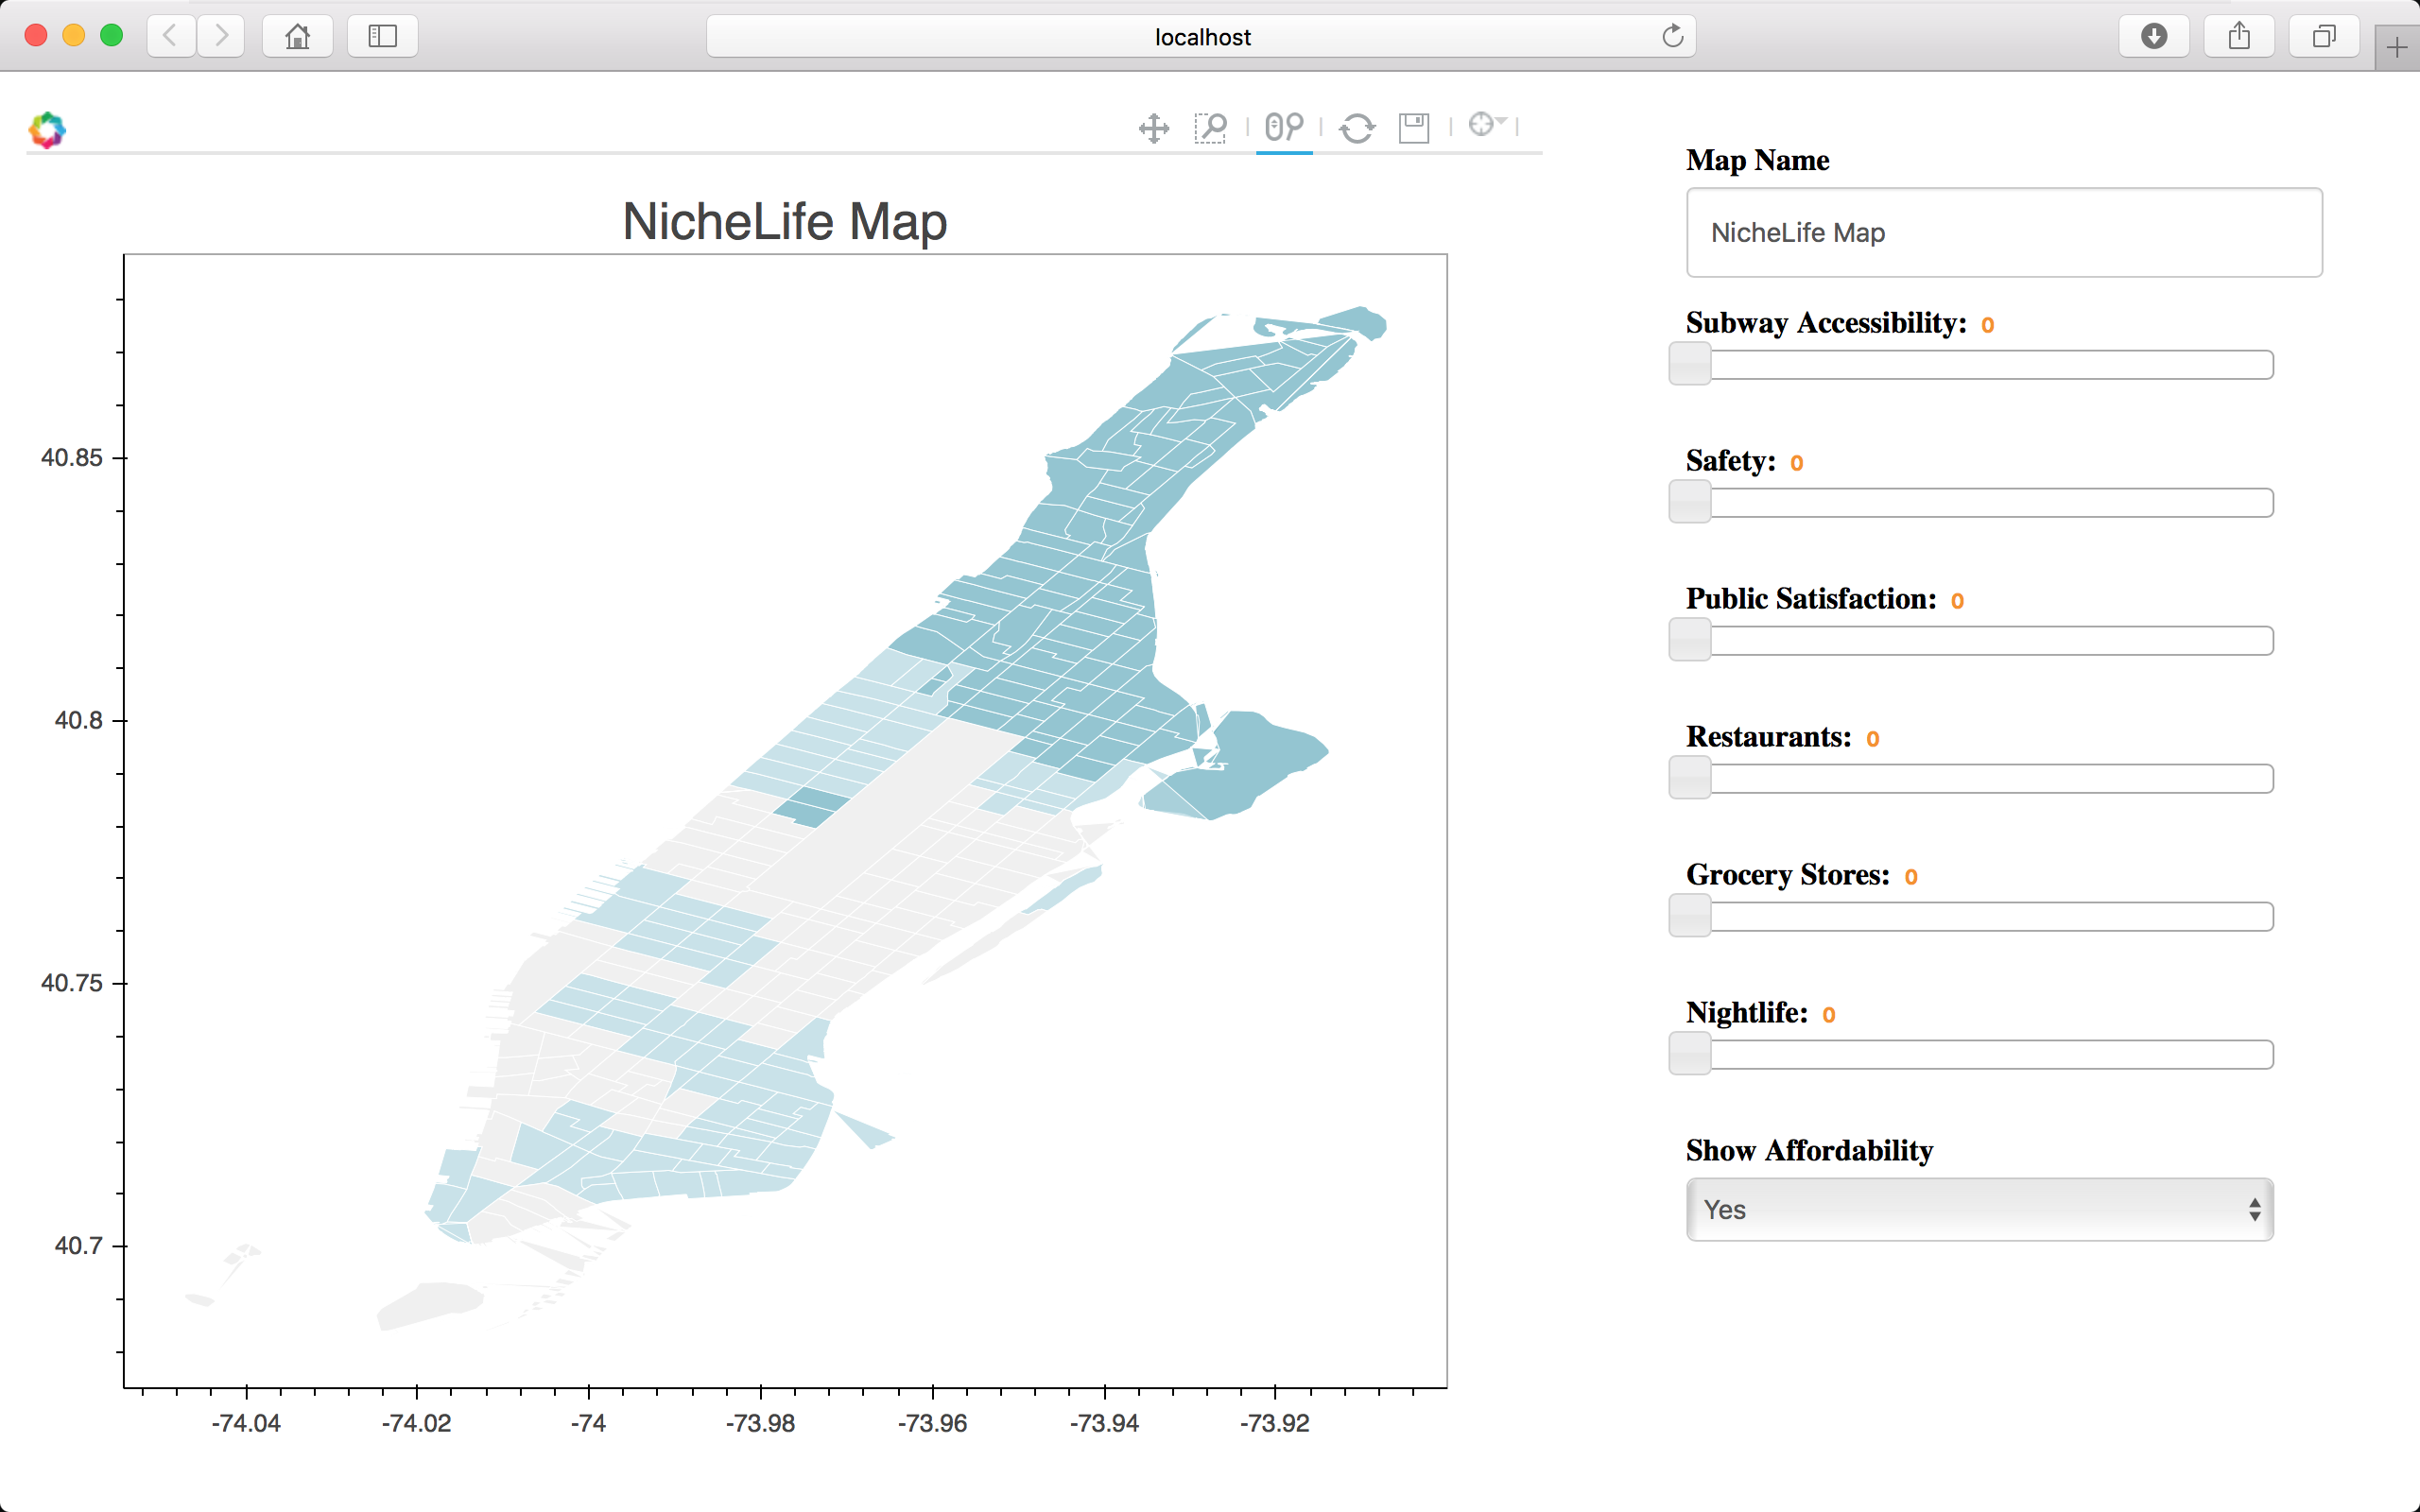 localhost
NicheLife Map
40.85
40.8
40.75
40.7
-74.04 -74.02 -74 -73.98 -73.96 -73.94 -73.92
Map Name
NicheLife Map
Subway Accessibility: 0
Safety: 0
Public Satisfaction: 0
Restaurants: 0
Grocery Stores: 0
Nightlife: 0
Show Affordability
Yes